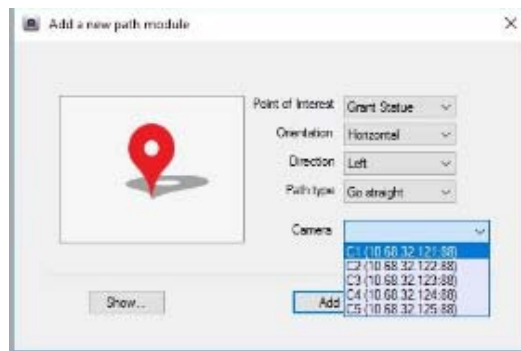 Add a new path module
Point of Interest Grant Statue
Orientation Horizontal
Direction Left
Path type Go straight
Camera
C1 (10.68.32.121:88)
C2 (10.68.32.122:88)
C3 (10.68.32.123:88)
C4 (10.68.32.124:88)
C5 (10.68.32.125:88)
Show... Add